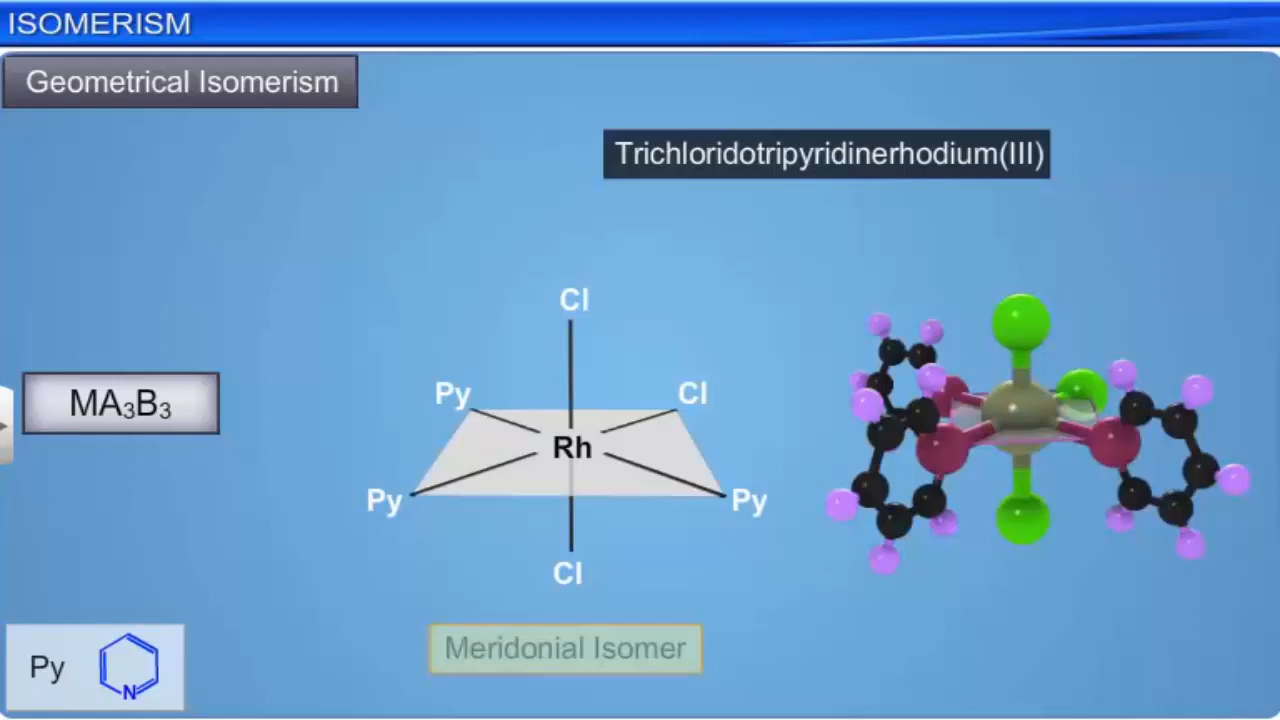 ISOMERISM
Geometrical Isomerism
Trichloridotripyridinerhodium(III)
Cl
Py Cl
MA₃B₃
Rh
Py Py
Cl
Meridonial Isomer
Py
N